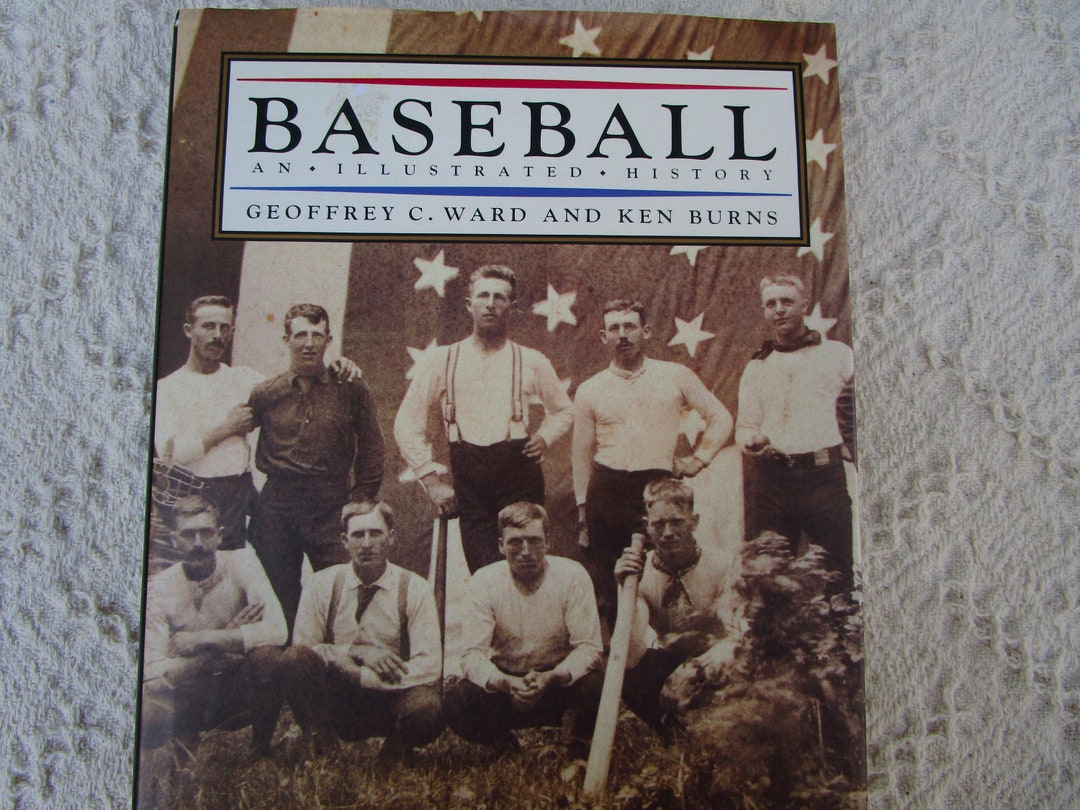 BASEBALL
AN • ILLUSTRATED • HISTORY
GEOFFREY C. WARD AND KEN BURNS